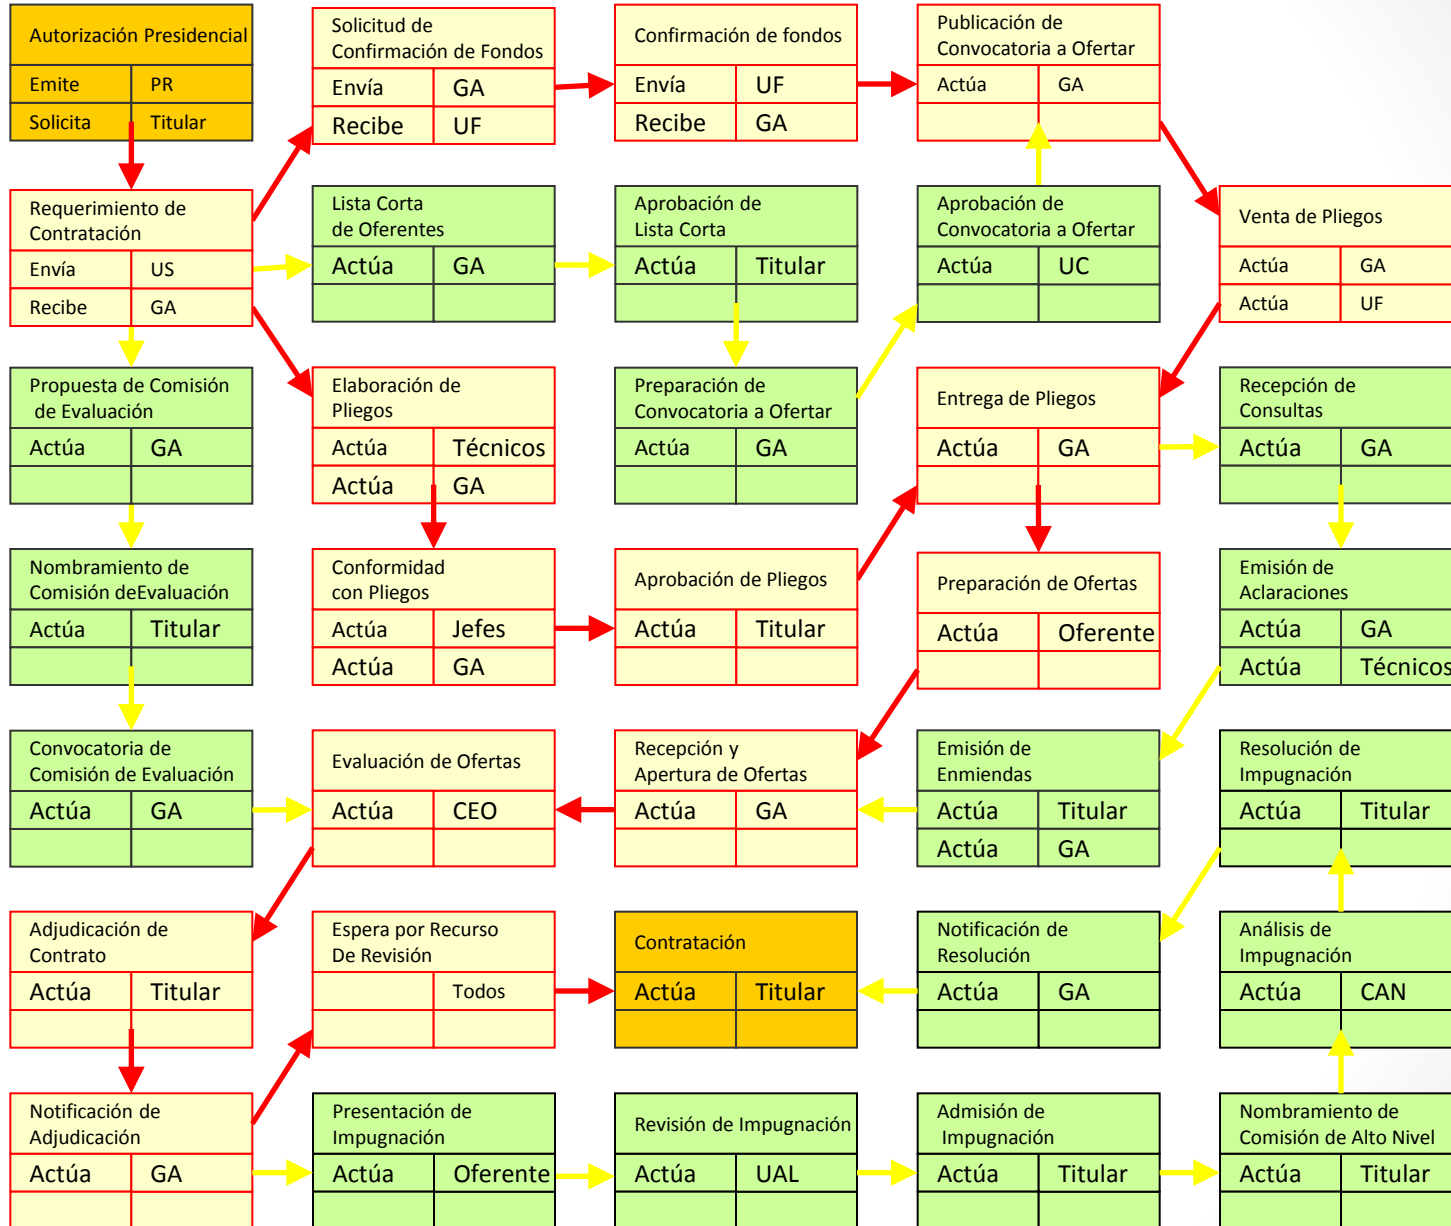 Autorización Presidencial
Emite PR
Solicita Titular
Solicitud de
Confirmación de Fondos
Envía GA
Recibe UF
Confirmación de fondos
Envía UF
Recibe GA
Publicación de
Convocatoria a Ofertar
Actúa GA
Requerimiento de
Contratación
Envía US
Recibe GA
Lista Corta
de Oferentes
Actúa GA
Aprobación de
Lista Corta
Actúa Titular
Aprobación de
Convocatoria a Ofertar
Actúa UC
Venta de Pliegos
Actúa GA
Actúa UF
Propuesta de Comisión
de Evaluación
Actúa GA
Elaboración de
Pliegos
Actúa Técnicos
Actúa GA
Preparación de
Convocatoria a Ofertar
Actúa GA
Entrega de Pliegos
Actúa GA
Recepción de
Consultas
Actúa GA
Nombramiento de
Comisión deEvaluación
Actúa Titular
Conformidad
con Pliegos
Actúa Jefes
Actúa GA
Aprobación de Pliegos
Actúa Titular
Preparación de Ofertas
Actúa Oferente
Emisión de
Aclaraciones
Actúa GA
Actúa Técnicos
Convocatoria de
Comisión de Evaluación
Actúa GA
Evaluación de Ofertas
Actúa CEO
Recepción y
Apertura de Ofertas
Actúa GA
Emisión de
Enmiendas
Actúa Titular
Actúa GA
Resolución de
Impugnación
Actúa Titular
Adjudicación de
Contrato
Actúa Titular
Espera por Recurso
De Revisión
Todos
Contratación
Actúa Titular
Notificación de
Resolución
Actúa GA
Análisis de
Impugnación
Actúa CAN
Notificación de
Adjudicación
Actúa GA
Presentación de
Impugnación
Actúa Oferente
Revisión de Impugnación
Actúa UAL
Admisión de
Impugnación
Actúa Titular
Nombramiento de
Comisión de Alto Nivel
Actúa Titular